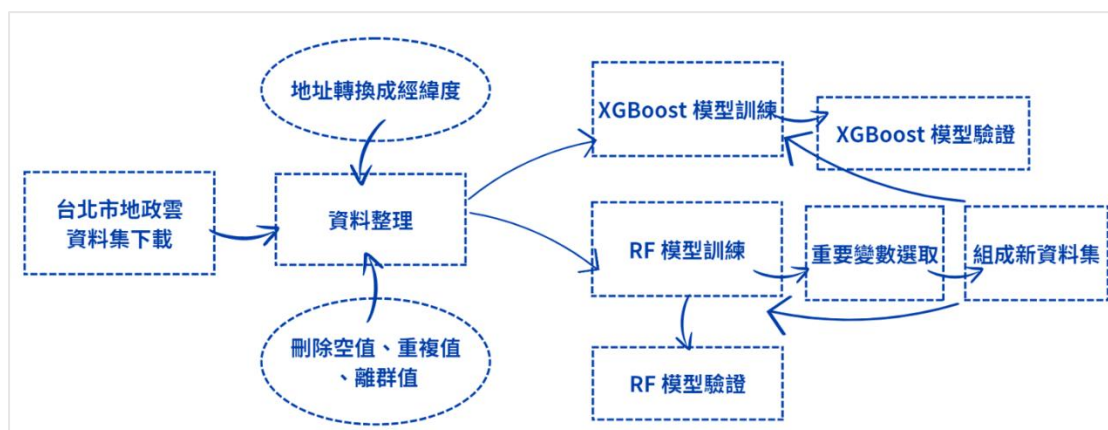 地址轉換成經緯度
台北市地政雲
資料集下載
資料整理
刪除空值、重複值
、離群值
XGBoost 模型訓練
XGBoost 模型驗證
RF 模型訓練
重要變數選取
組成新資料集
RF 模型驗證